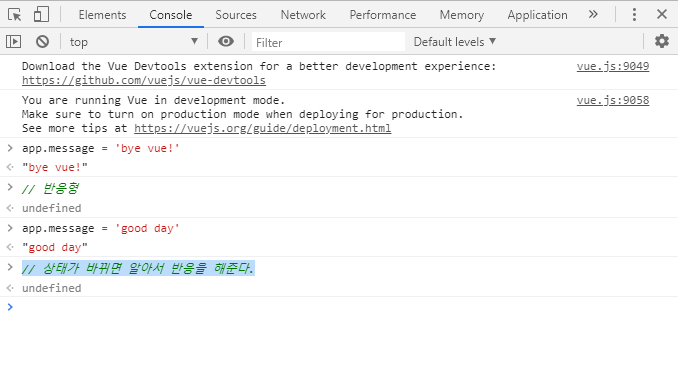 Elements Console Sources Network Performance Memory Application »
top ▼ Filter Default levels ▼
Download the Vue Devtools extension for a better development experience: vue.js:9049
https://github.com/vuejs/vue-devtools
You are running Vue in development mode. vue.js:9058
Make sure to turn on production mode when deploying for production.
See more tips at https://vuejs.org/guide/deployment.html
> app.message = 'bye vue!'
"bye vue!"
> // 반응형
undefined
> app.message = 'good day'
"good day"
> // 상태가 바뀌면 알아서 반응을 해준다.
undefined
>